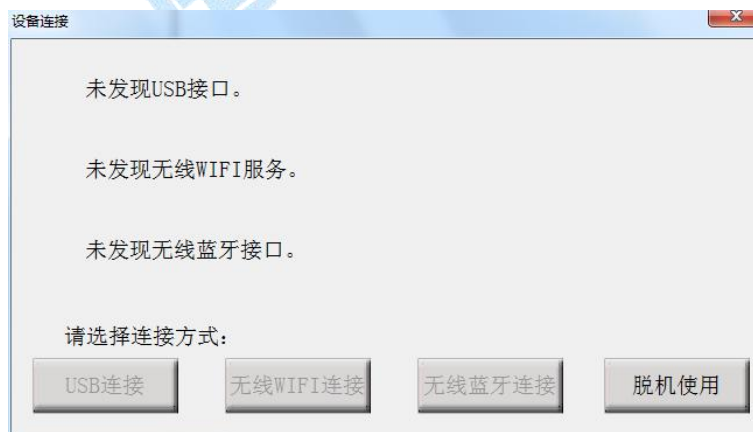 设备连接
未发现USB接口。
未发现无线WIFI服务。
未发现无线蓝牙接口。
请选择连接方式：
USB连接 无线WIFI连接 无线蓝牙连接 脱机使用